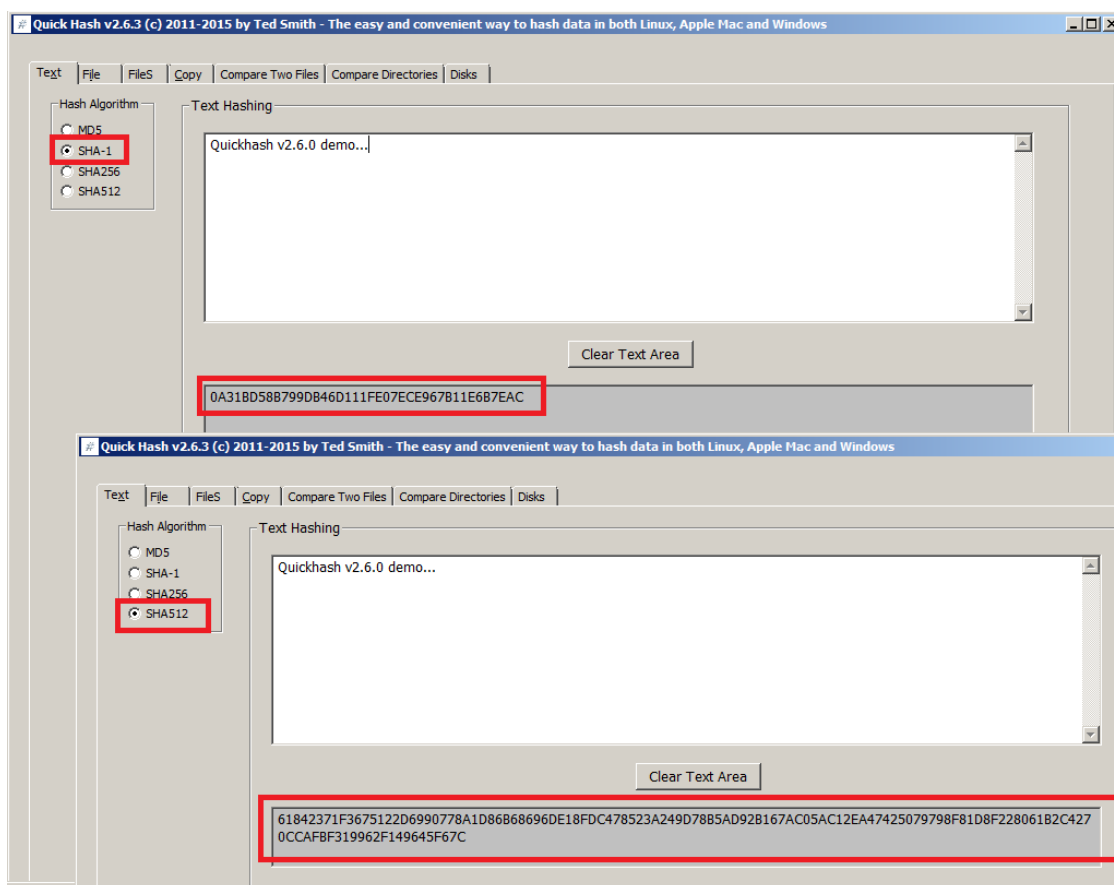 Quick Hash v2.6.3 (c) 2011-2015 by Ted Smith - The easy and convenient way to hash data in both Linux, Apple Mac and Windows
Text File FileS Copy Compare Two Files Compare Directories Disks
Hash Algorithm
MD5
SHA-1
SHA256
SHA512
Text Hashing
Quickhash v2.6.0 demo...
Clear Text Area
0A31BD58B799DB46D111FE07ECE967B11E6B7EAC
Quick Hash v2.6.3 (c) 2011-2015 by Ted Smith - The easy and convenient way to hash data in both Linux, Apple Mac and Windows
Text File FileS Copy Compare Two Files Compare Directories Disks
Hash Algorithm
MD5
SHA-1
SHA256
SHA512
Text Hashing
Quickhash v2.6.0 demo...
Clear Text Area
61842371F3675122D6990778A1D86B68696DE18FDC478523A249D78B5AD92B167AC05AC12EA47425079798F81D8F228061B2C427
0CCAFBF319962F149645F67C